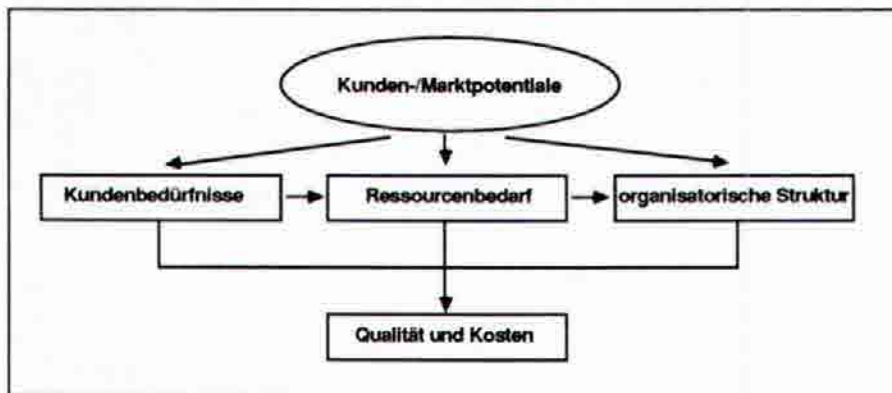 Kunden-/Marktpotentiale
Kundenbedürfnisse
Ressourcenbedarf
organisatorische Struktur
Qualität und Kosten